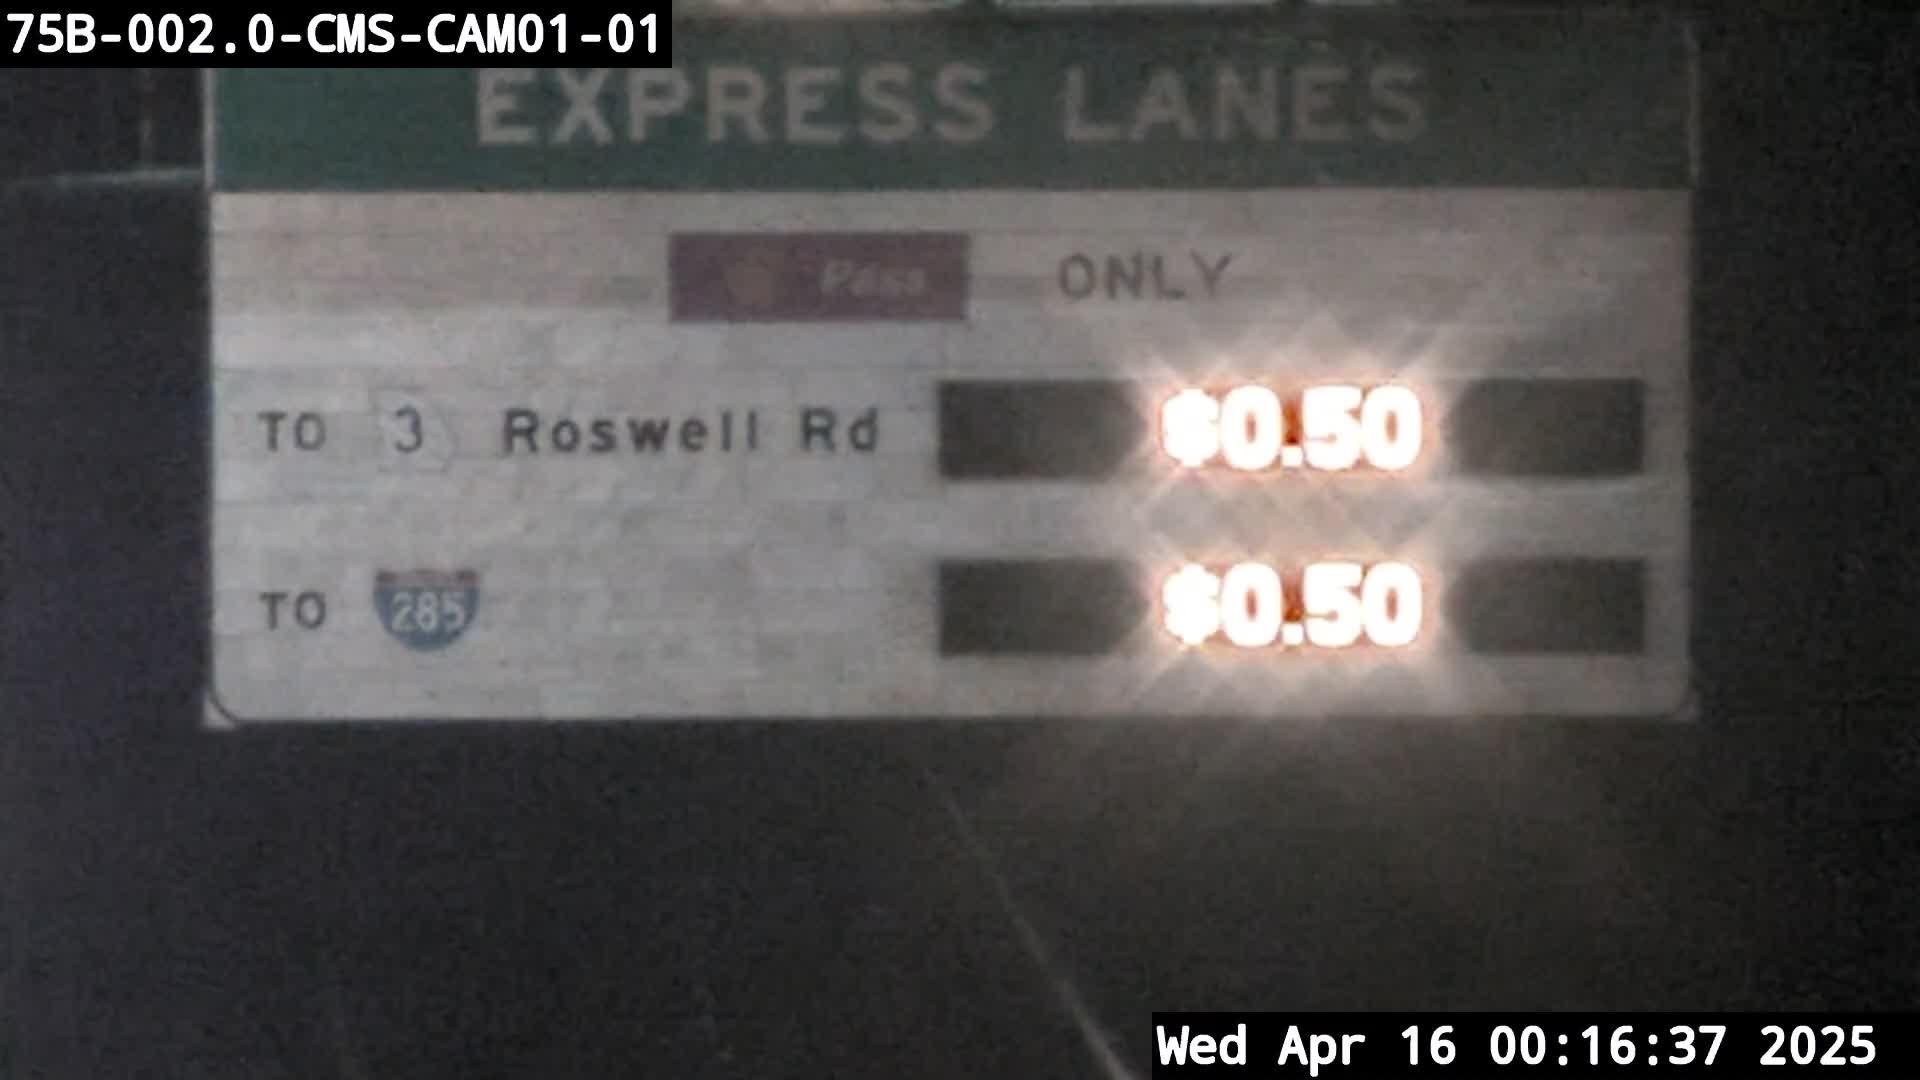 75B-002.0-CMS-CAM01-01
EXPRESS LANES
Pass ONLY
TO 3 Roswell Rd $0.50
TO 285 $0.50
Wed Apr 16 00:16:37 2025